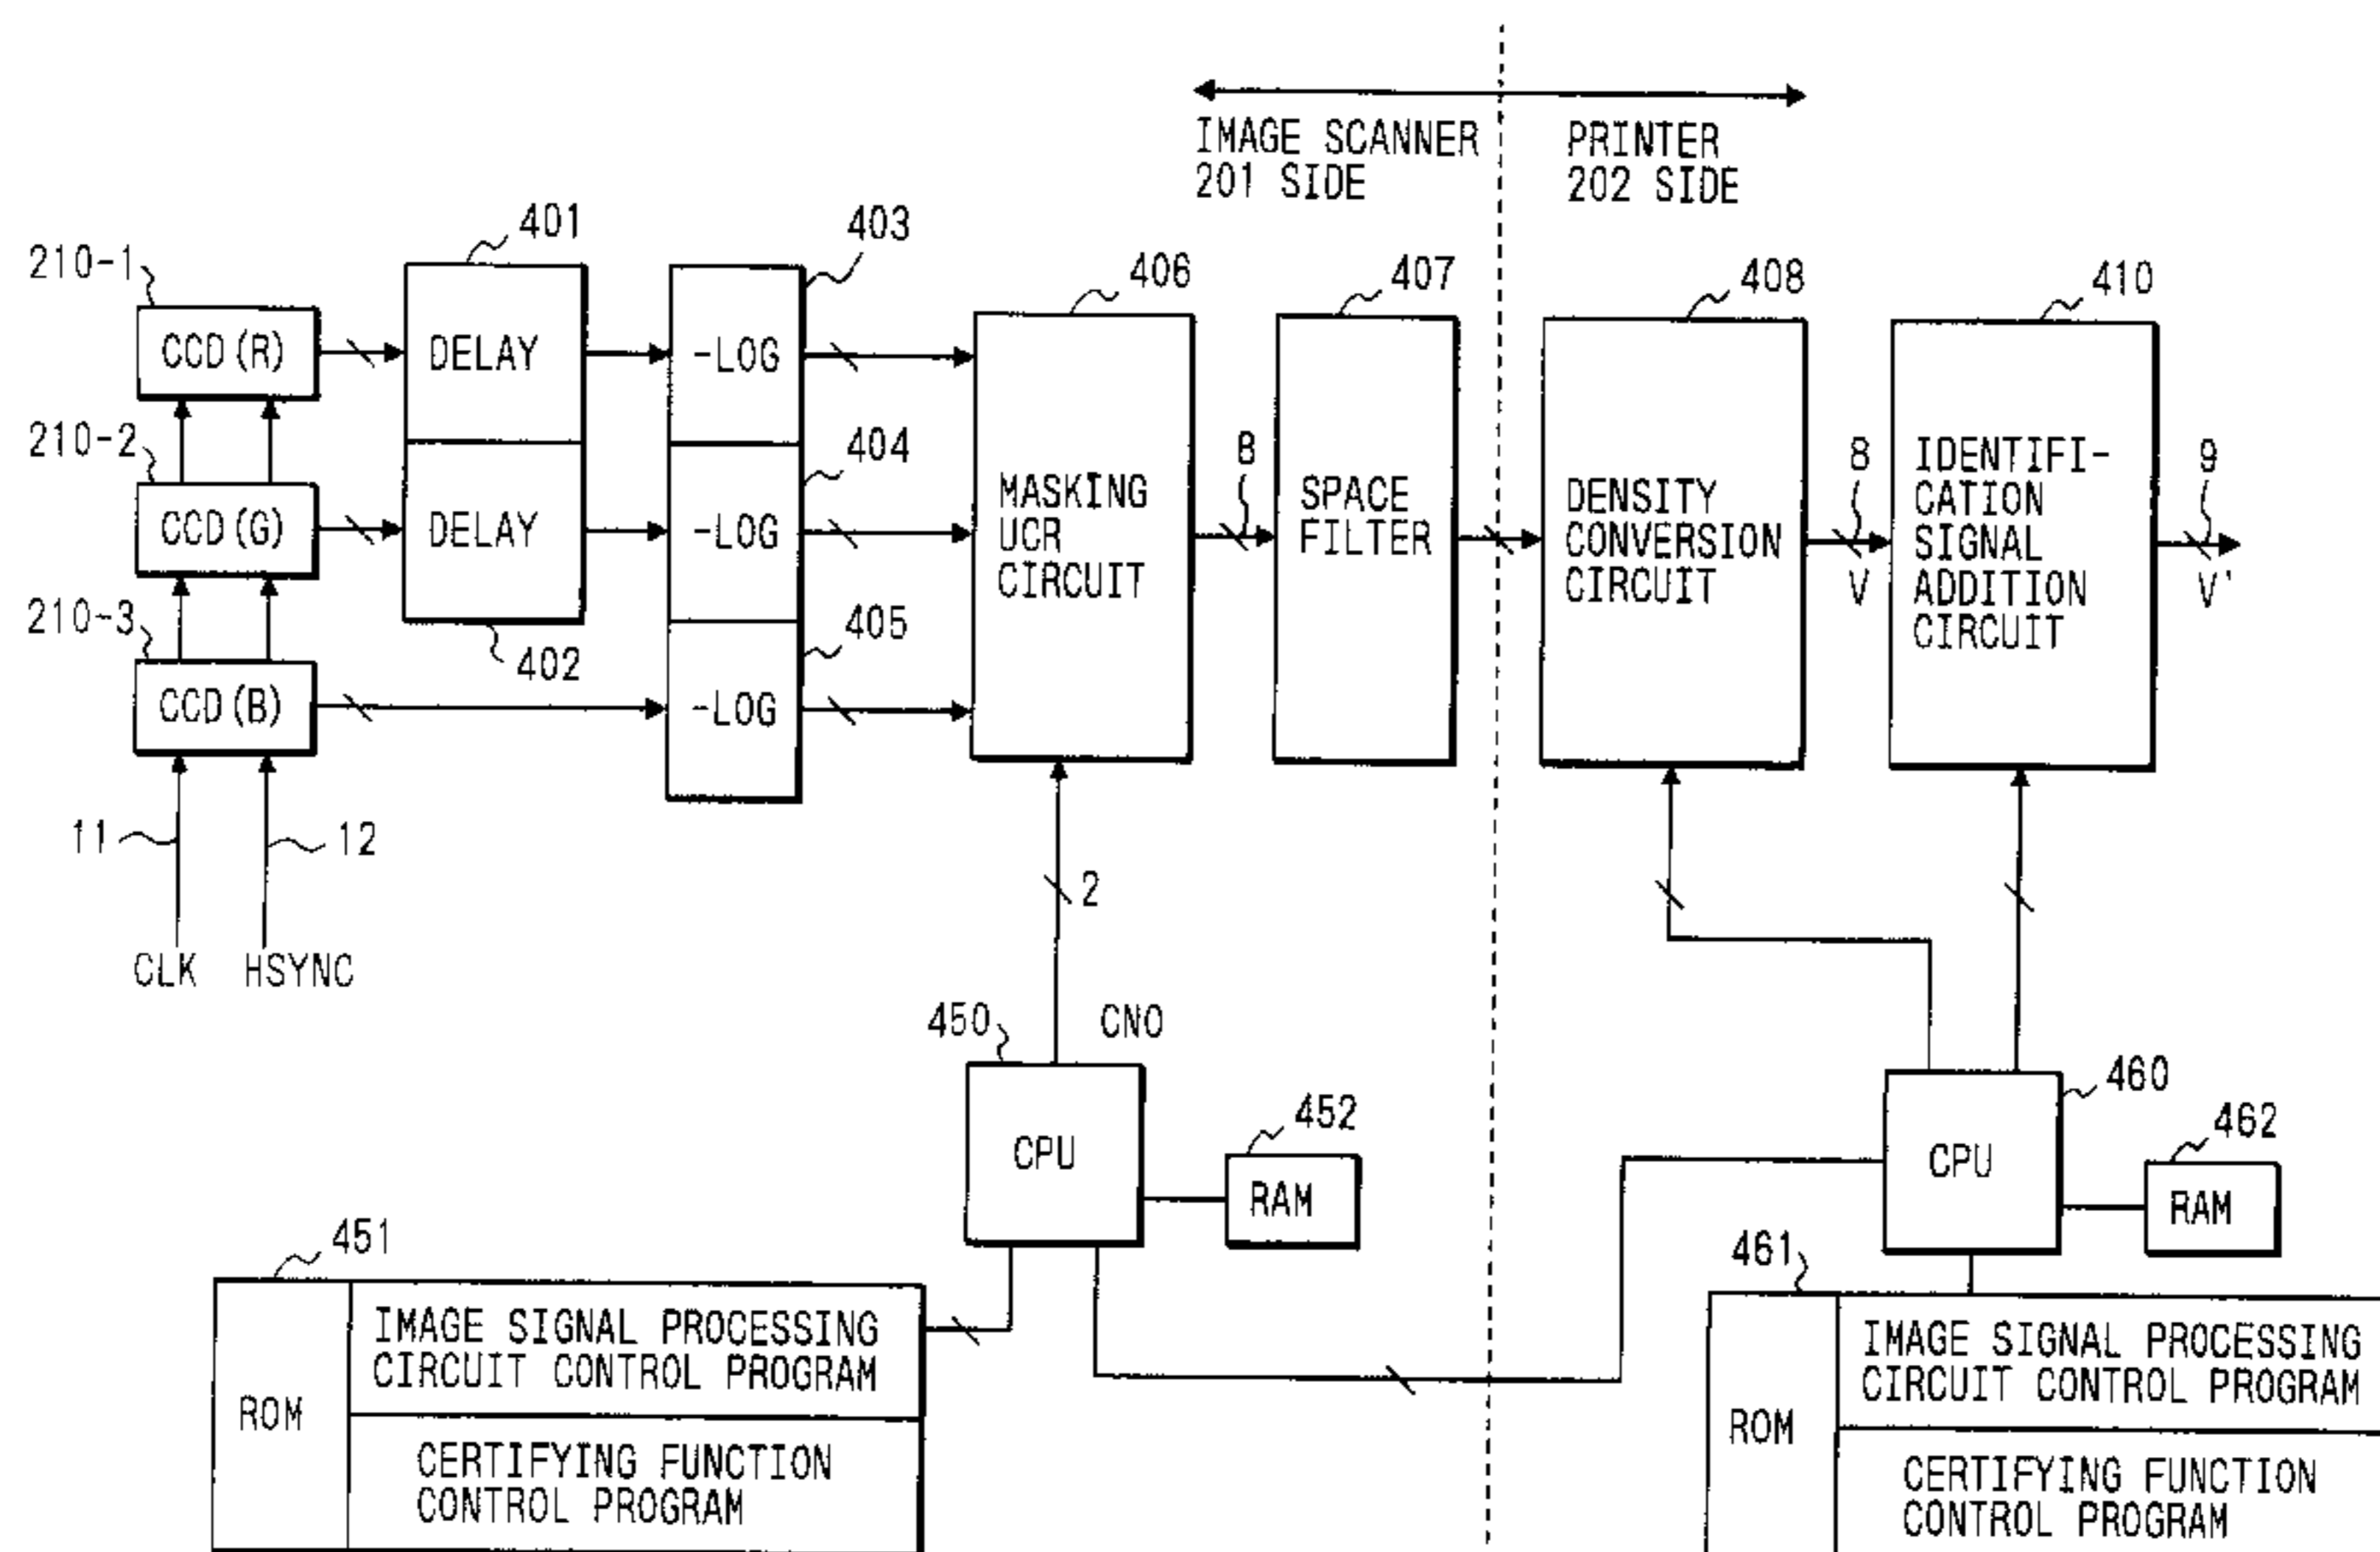 IMAGE SCANNER
201 SIDE
PRINTER
202 SIDE
401
403
210-1
406
407
408
410
CCD(R)
DELAY
-LOG
210-2
404
8
8
9
CCD(G)
DELAY
-LOG
MASKING
UCR
CIRCUIT
SPACE
FILTER
DENSITY
CONVERSION
CIRCUIT
V
IDENTIFI-
CATION
SIGNAL
ADDITION
CIRCUIT
V'
210-3
402
405
CCD(B)
-LOG
11
12
2
CLK
HSYNC
450
CNO
460
CPU
452
RAM
CPU
462
RAM
451
461
ROM
IMAGE SIGNAL PROCESSING
CIRCUIT CONTROL PROGRAM
CERTIFYING FUNCTION
CONTROL PROGRAM
ROM
IMAGE SIGNAL PROCESSING
CIRCUIT CONTROL PROGRAM
CERTIFYING FUNCTION
CONTROL PROGRAM